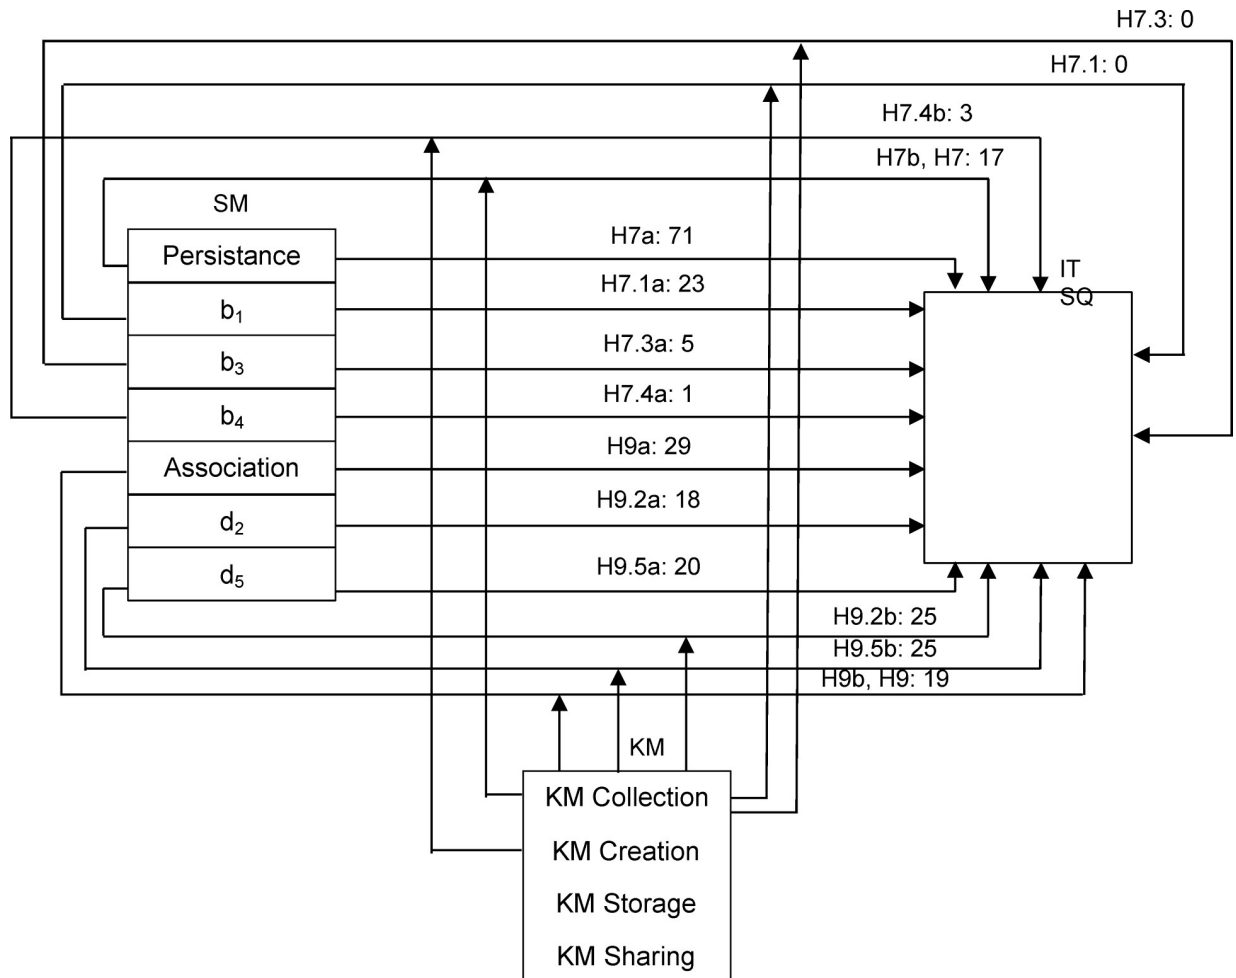 H7.3: 0
H7.1: 0
H7.4b: 3
H7b, H7: 17
SM
H7a: 71
Persistance
IT
SQ
H7.1a: 23
b₁
H7.3a: 5
b₃
H7.4a: 1
b₄
H9a: 29
Association
H9.2a: 18
d₂
H9.5a: 20
d₅
H9.2b: 25
H9.5b: 25
H9b, H9: 19
KM
KM Collection
KM Creation
KM Storage
KM Sharing